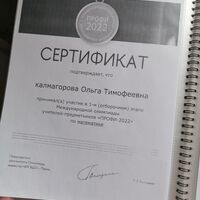 ПРОФИ
2022
СЕРТИФИКАТ
подтверждает, что
калмагорова Ольга Тимофеевна
принимал(а) участие в 1-м (отборочном) этапе
Международной олимпиады
учителей-предметников «ПРОФИ-2022»
по математике